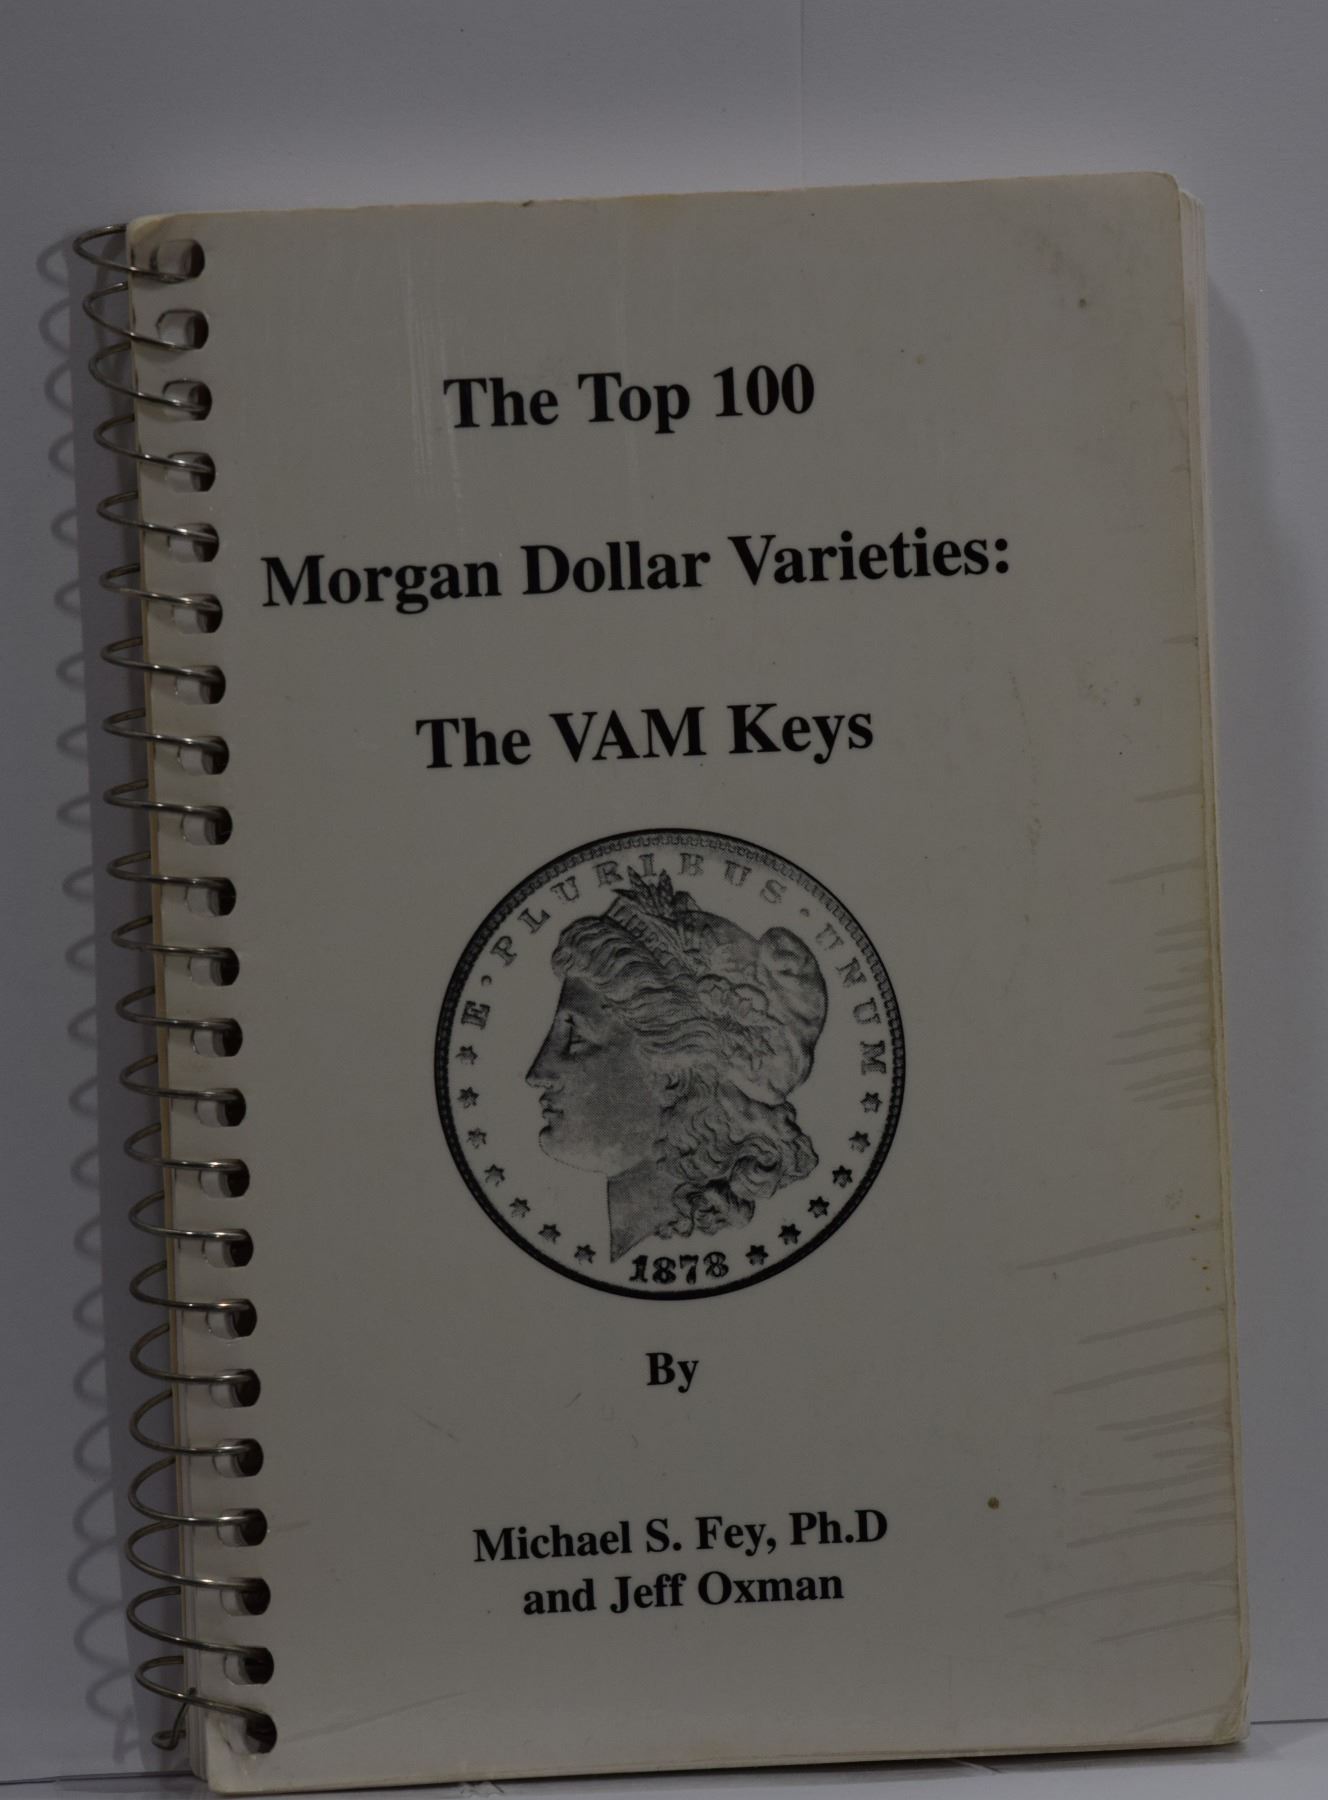 The Top 100
Morgan Dollar Varieties:
The VAM Keys
E · PLURIBUS · UNUM
LIBERTY
1878
By
Michael S. Fey, Ph.D
and Jeff Oxman